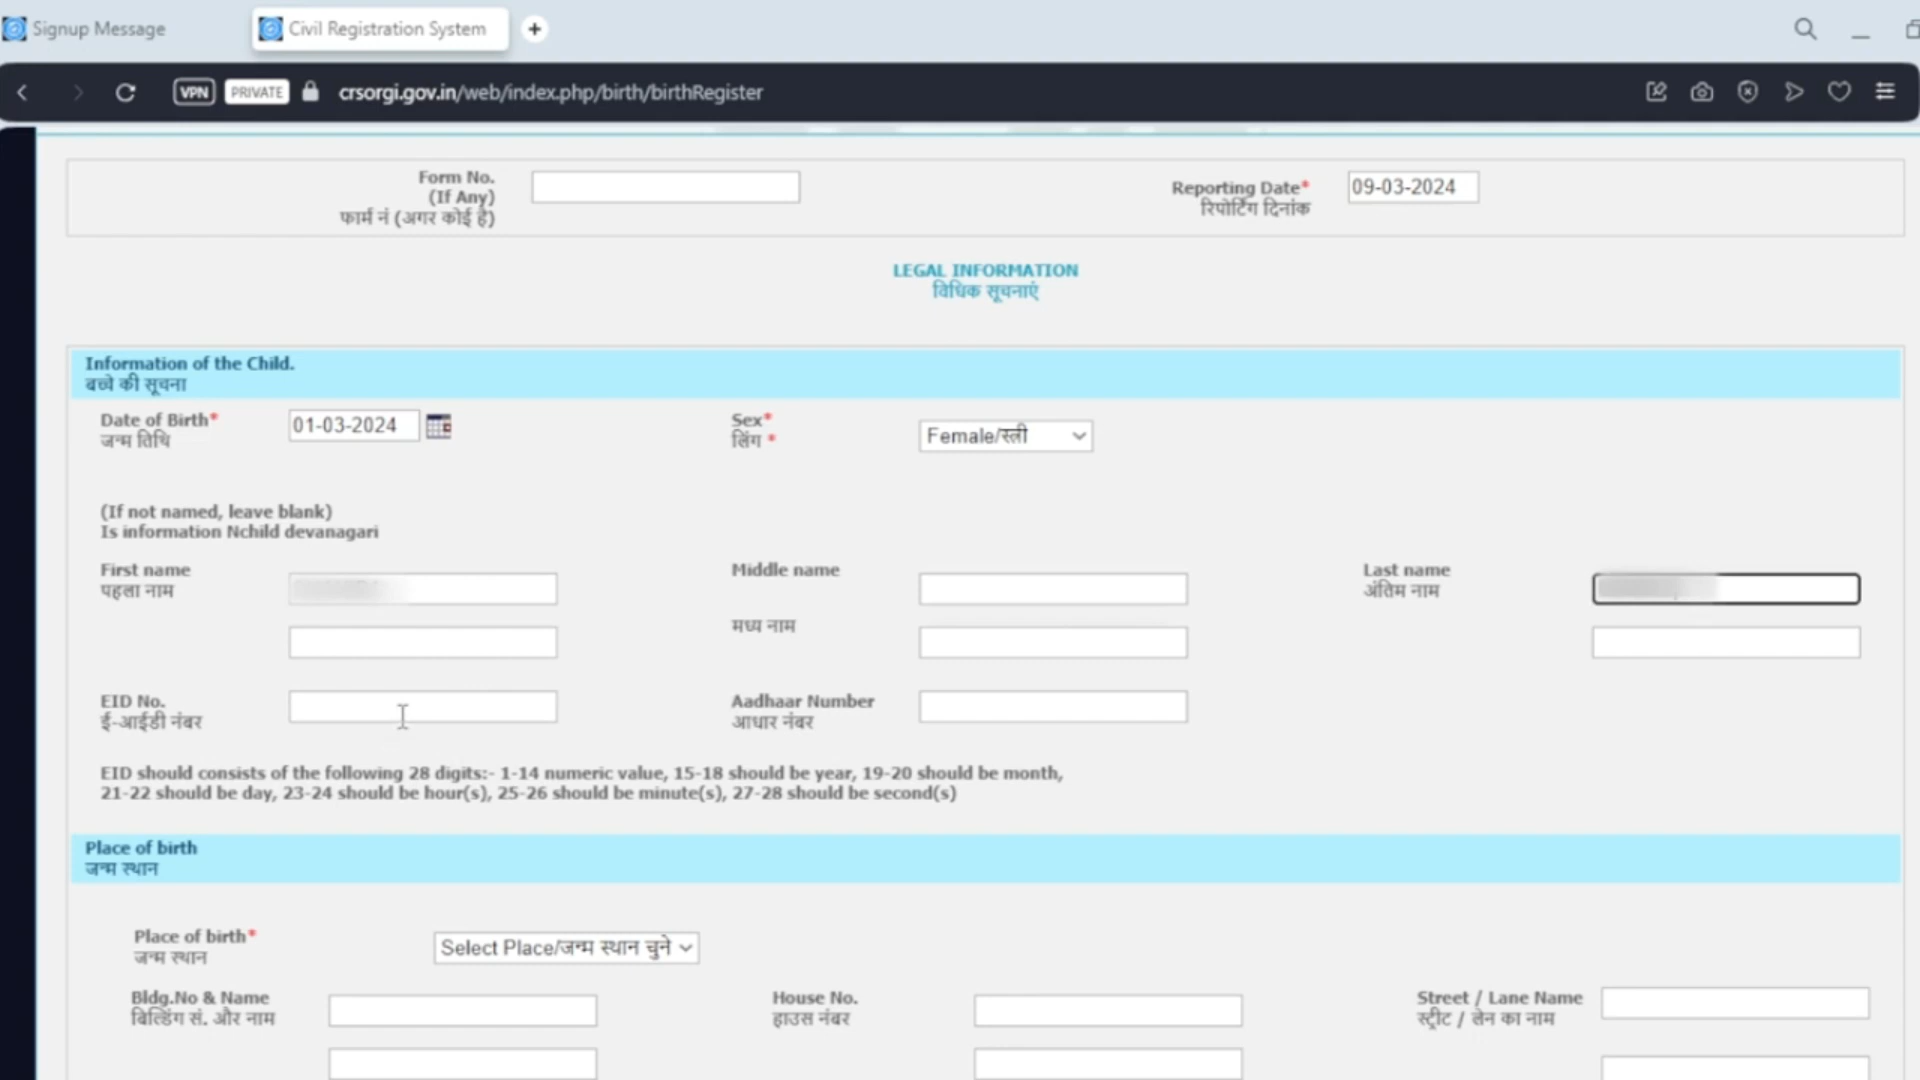 Signup Message
Civil Registration System
VPN PRIVATE crsorgi.gov.in/web/index.php/birth/birthRegister
Form No.
(If Any)
फार्म नं (अगर कोई है)
Reporting Date*
रिपोर्टिंग दिनांक
09-03-2024
LEGAL INFORMATION
विधिक सूचनाएं
Information of the Child.
बच्चे की सूचना
Date of Birth*
जन्म तिथि
01-03-2024
Sex*
लिंग *
Female/स्त्री
(If not named, leave blank)
Is information Nchild devanagari
First name
पहला नाम
Middle name
मध्य नाम
Last name
अंतिम नाम
EID No.
ई-आईडी नंबर
Aadhaar Number
आधार नंबर
EID should consists of the following 28 digits:- 1-14 numeric value, 15-18 should be year, 19-20 should be month,
21-22 should be day, 23-24 should be hour(s), 25-26 should be minute(s), 27-28 should be second(s)
Place of birth
जन्म स्थान
Place of birth*
जन्म स्थान
Select Place/जन्म स्थान चुने
Bldg.No & Name
बिल्डिंग सं. और नाम
House No.
हाउस नंबर
Street / Lane Name
स्ट्रीट / लेन का नाम